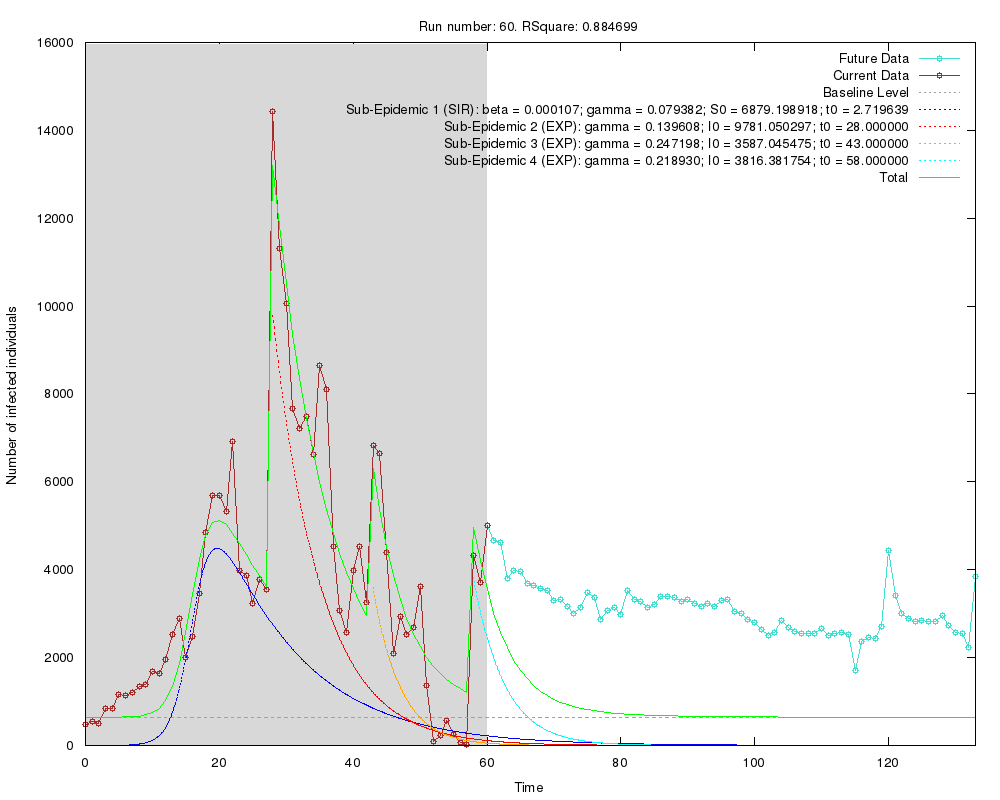 Run number: 60. RSquare: 0.884699
16000
14000
12000
10000
8000
6000
4000
2000
0
Number of infected individuals
Future Data
Current Data
Baseline Level
Sub-Epidemic 1 (SIR): beta = 0.000107; gamma = 0.079382; S0 = 6879.198918; t0 = 2.719639
Sub-Epidemic 2 (EXP): gamma = 0.139608; I0 = 9781.050297; t0 = 28.000000
Sub-Epidemic 3 (EXP): gamma = 0.247198; I0 = 3587.045475; t0 = 43.000000
Sub-Epidemic 4 (EXP): gamma = 0.218930; I0 = 3816.381754; t0 = 58.000000
Total
0 20 40 60 80 100 120
Time